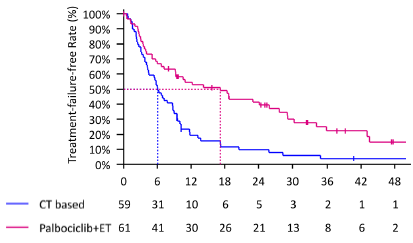 Treatment-failure-free Rate (%)
100%
90%
80%
70%
60%
50%
40%
30%
20%
10%
0%
0 6 12 18 24 30 36 42 48
CT based 59 31 10 6 5 3 2 1 1
Palbociclib+ET 61 41 30 26 21 13 8 6 2